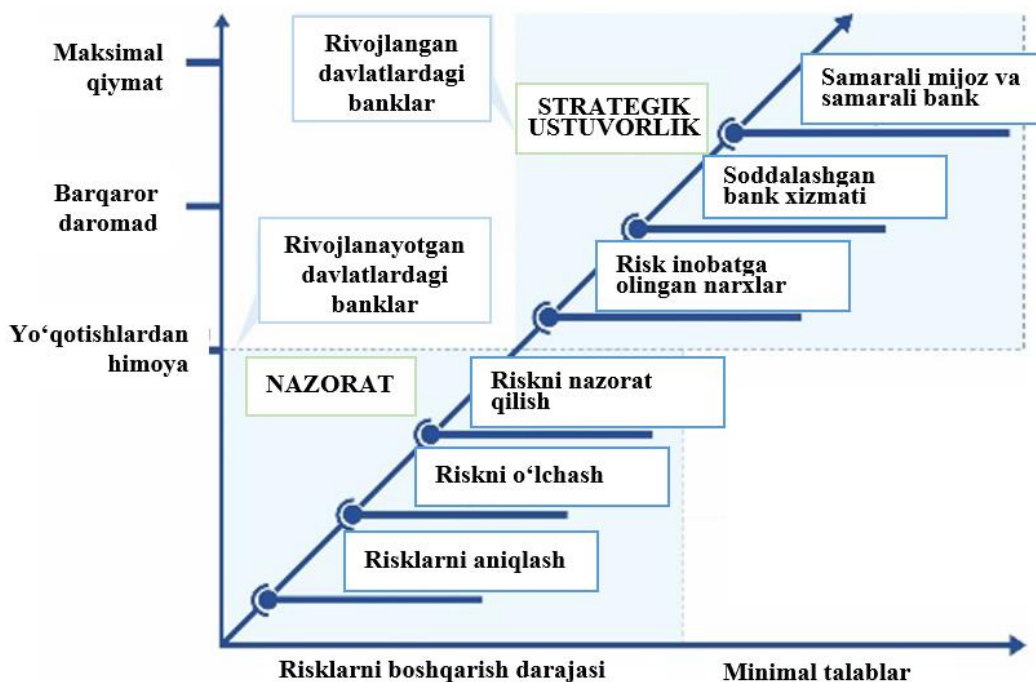 Maksimal
qiymat
Rivojlangan
davlatlardagi
banklar
STRATEGIK
USTUVORLIK
Samarali mijoz va
samarali bank
Barqaror
daromad
Soddalashgan
bank xizmati
Rivojlanayotgan
davlatlardagi
banklar
Risk inobatga
olingan narxlar
Yo‘qotishlardan
himoya
NAZORAT
Riskni nazorat
qilish
Riskni o‘lchash
Risklarni aniqlash
Risklarni boshqarish darajasi
Minimal talablar